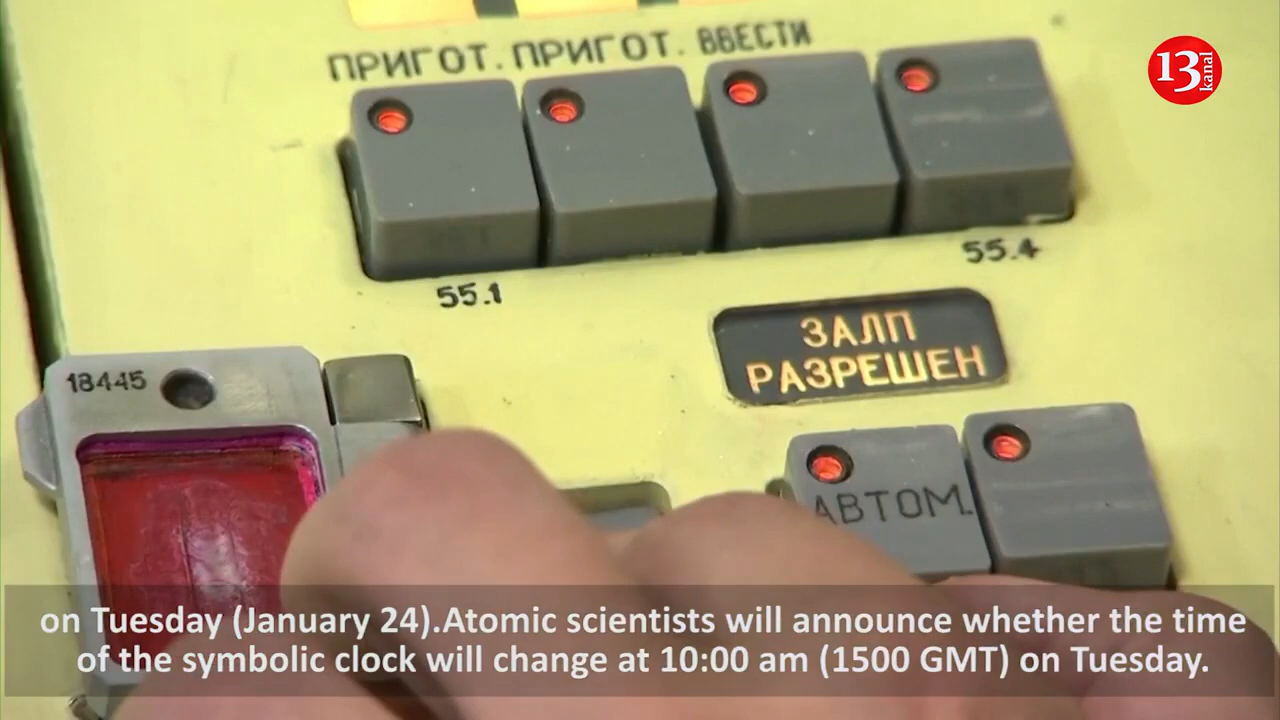 ПРИГОТ. ПРИГОТ. ВВЕСТИ
13 kanal
55.1
55.4
ЗАЛП
РАЗРЕШЕН
18445
АВТОМ.
on Tuesday (January 24).Atomic scientists will announce whether the time
of the symbolic clock will change at 10:00 am (1500 GMT) on Tuesday.